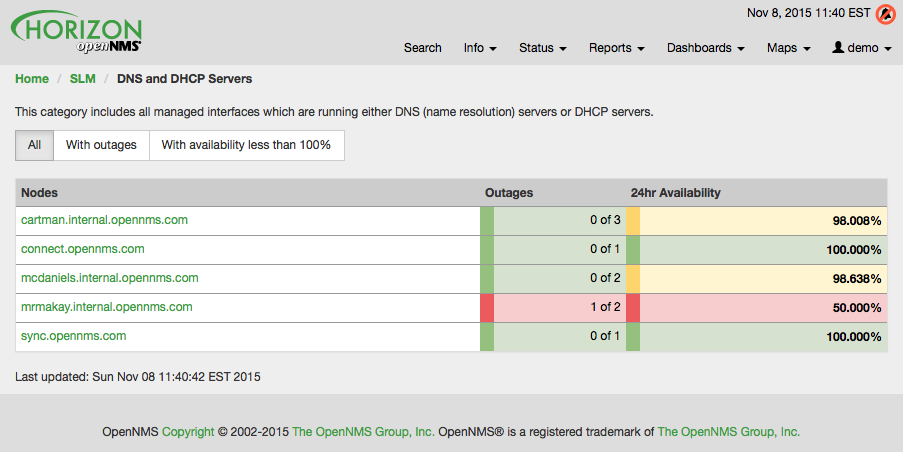 HORIZON
openNMS
Nov 8, 2015 11:40 EST
Search Info Status Reports Dashboards Maps demo
Home / SLM / DNS and DHCP Servers
This category includes all managed interfaces which are running either DNS (name resolution) servers or DHCP servers.
All With outages With availability less than 100%
Nodes Outages 24hr Availability
cartman.internal.opennms.com 0 of 3 98.008%
connect.opennms.com 0 of 1 100.000%
mcdaniels.internal.opennms.com 0 of 2 98.638%
mrmakay.internal.opennms.com 1 of 2 50.000%
sync.opennms.com 0 of 1 100.000%
Last updated: Sun Nov 08 11:40:42 EST 2015
OpenNMS Copyright © 2002-2015 The OpenNMS Group, Inc. OpenNMS® is a registered trademark of The OpenNMS Group, Inc.